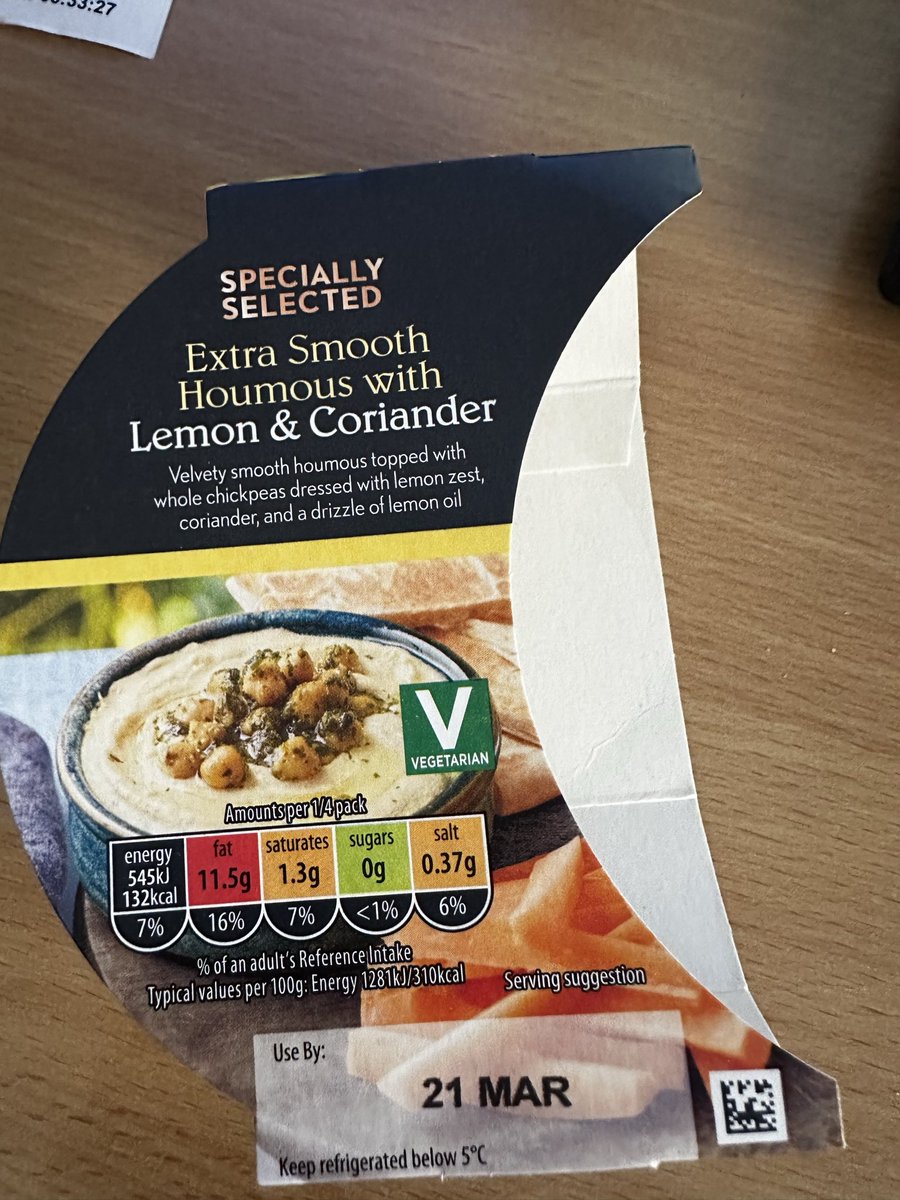 33:27
SPECIALLY
SELECTED
Extra Smooth
Houmous with
Lemon & Coriander
Velvety smooth houmous topped with
whole chickpeas dressed with lemon zest,
coriander, and a drizzle of lemon oil
V
VEGETARIAN
Amounts per 1/4 pack
energy 545kJ 132kcal 7%
fat 11.5g 16%
saturates 1.3g 7%
sugars 0g <1%
salt 0.37g 6%
% of an adult's Reference Intake
Typical values per 100g: Energy 1281kJ/310kcal
Serving suggestion
Use By:
21 MAR
Keep refrigerated below 5°C